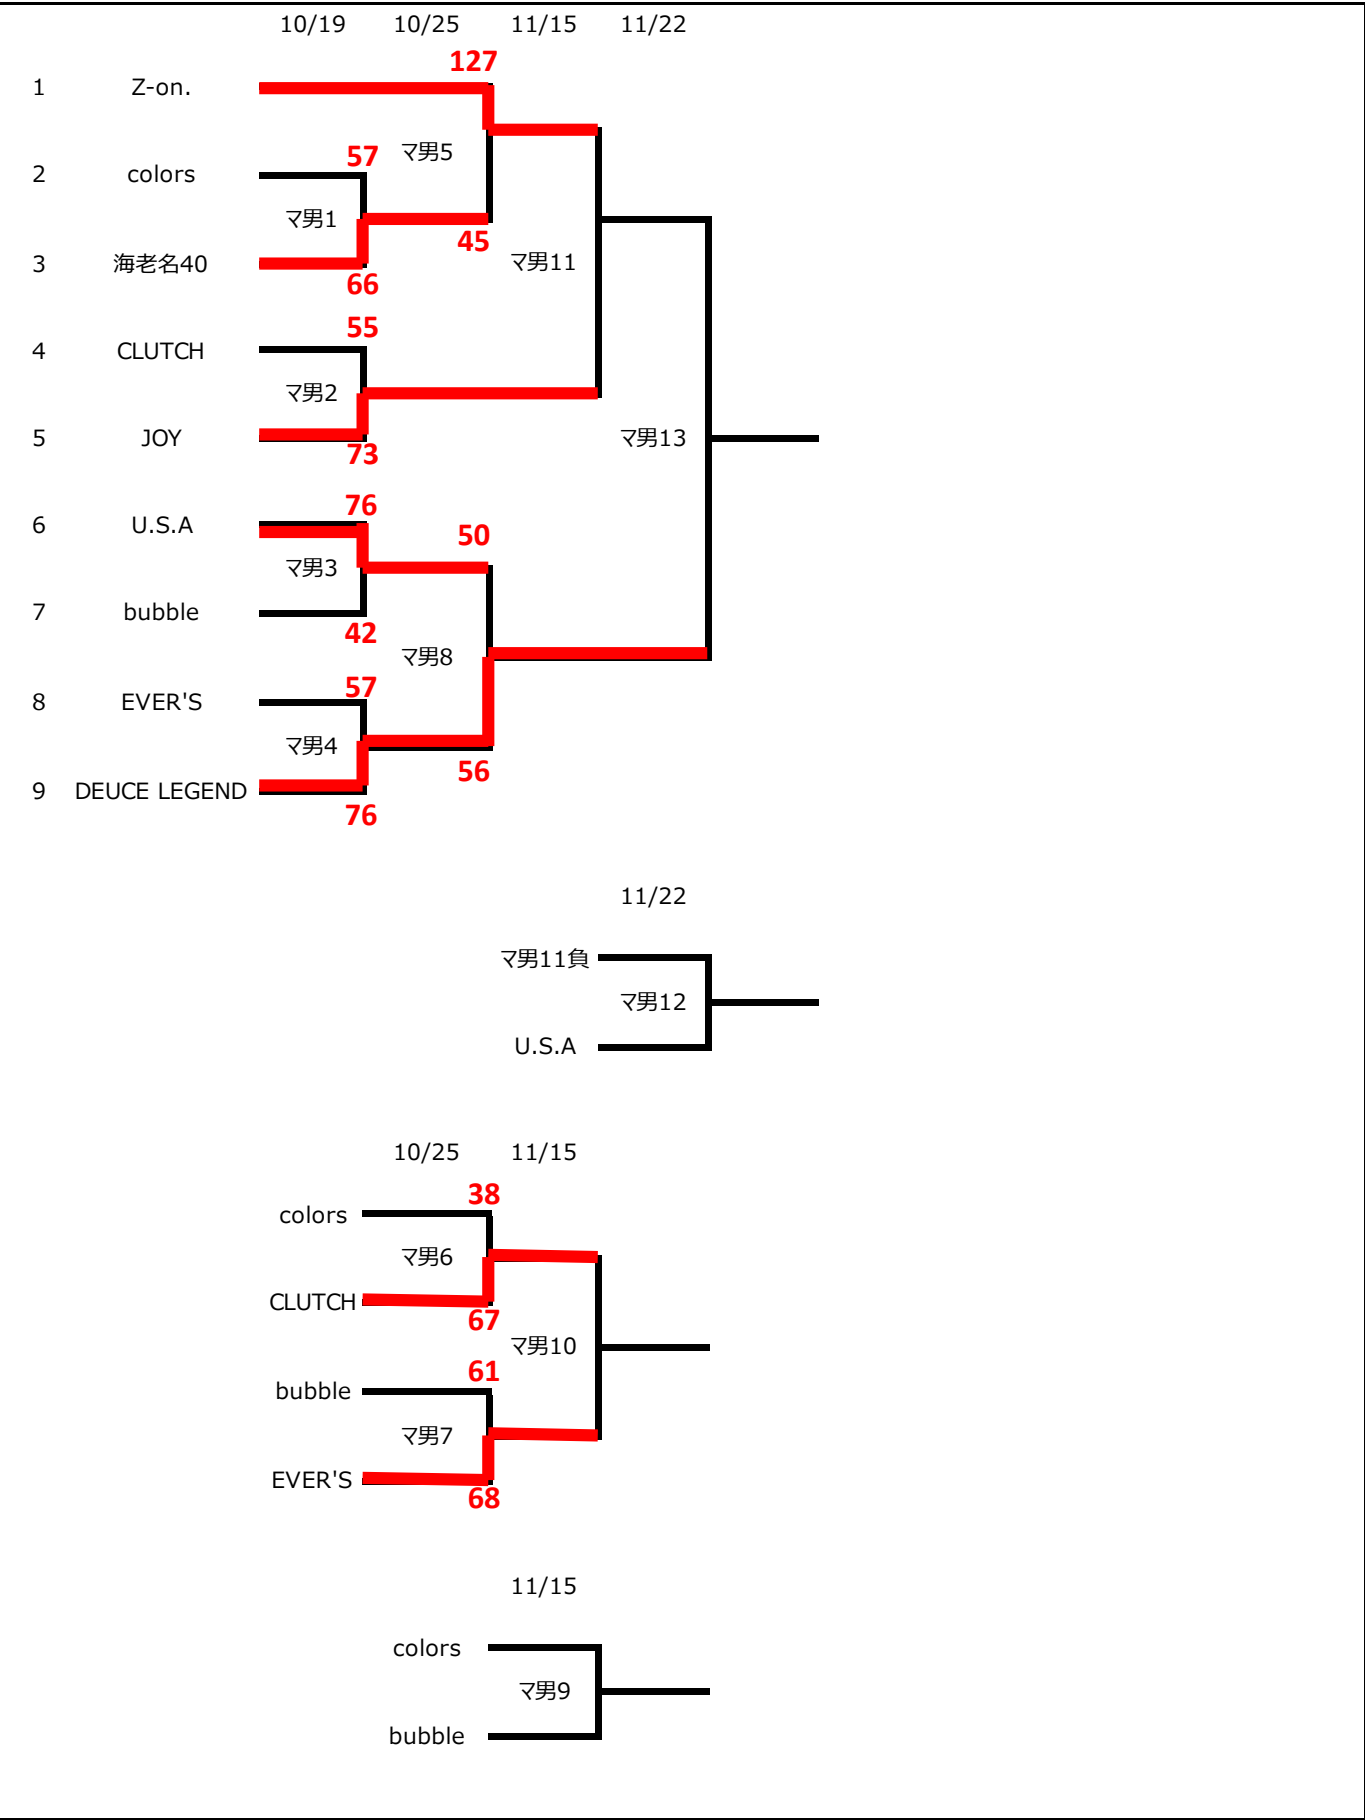 10/19 10/25 11/15 11/22
127
1 Z-on.
マ男5
57
2 colors
マ男1
45
マ男11
3 海老名40
66
55
4 CLUTCH
マ男2
5 JOY
マ男13
73
76
6 U.S.A
50
マ男3
7 bubble
42
マ男8
57
8 EVER'S
マ男4
56
9 DEUCE LEGEND
76
11/22
マ男11負
マ男12
U.S.A
10/25 11/15
38
colors
マ男6
CLUTCH
67
マ男10
61
bubble
マ男7
EVER'S
68
11/15
colors
マ男9
bubble